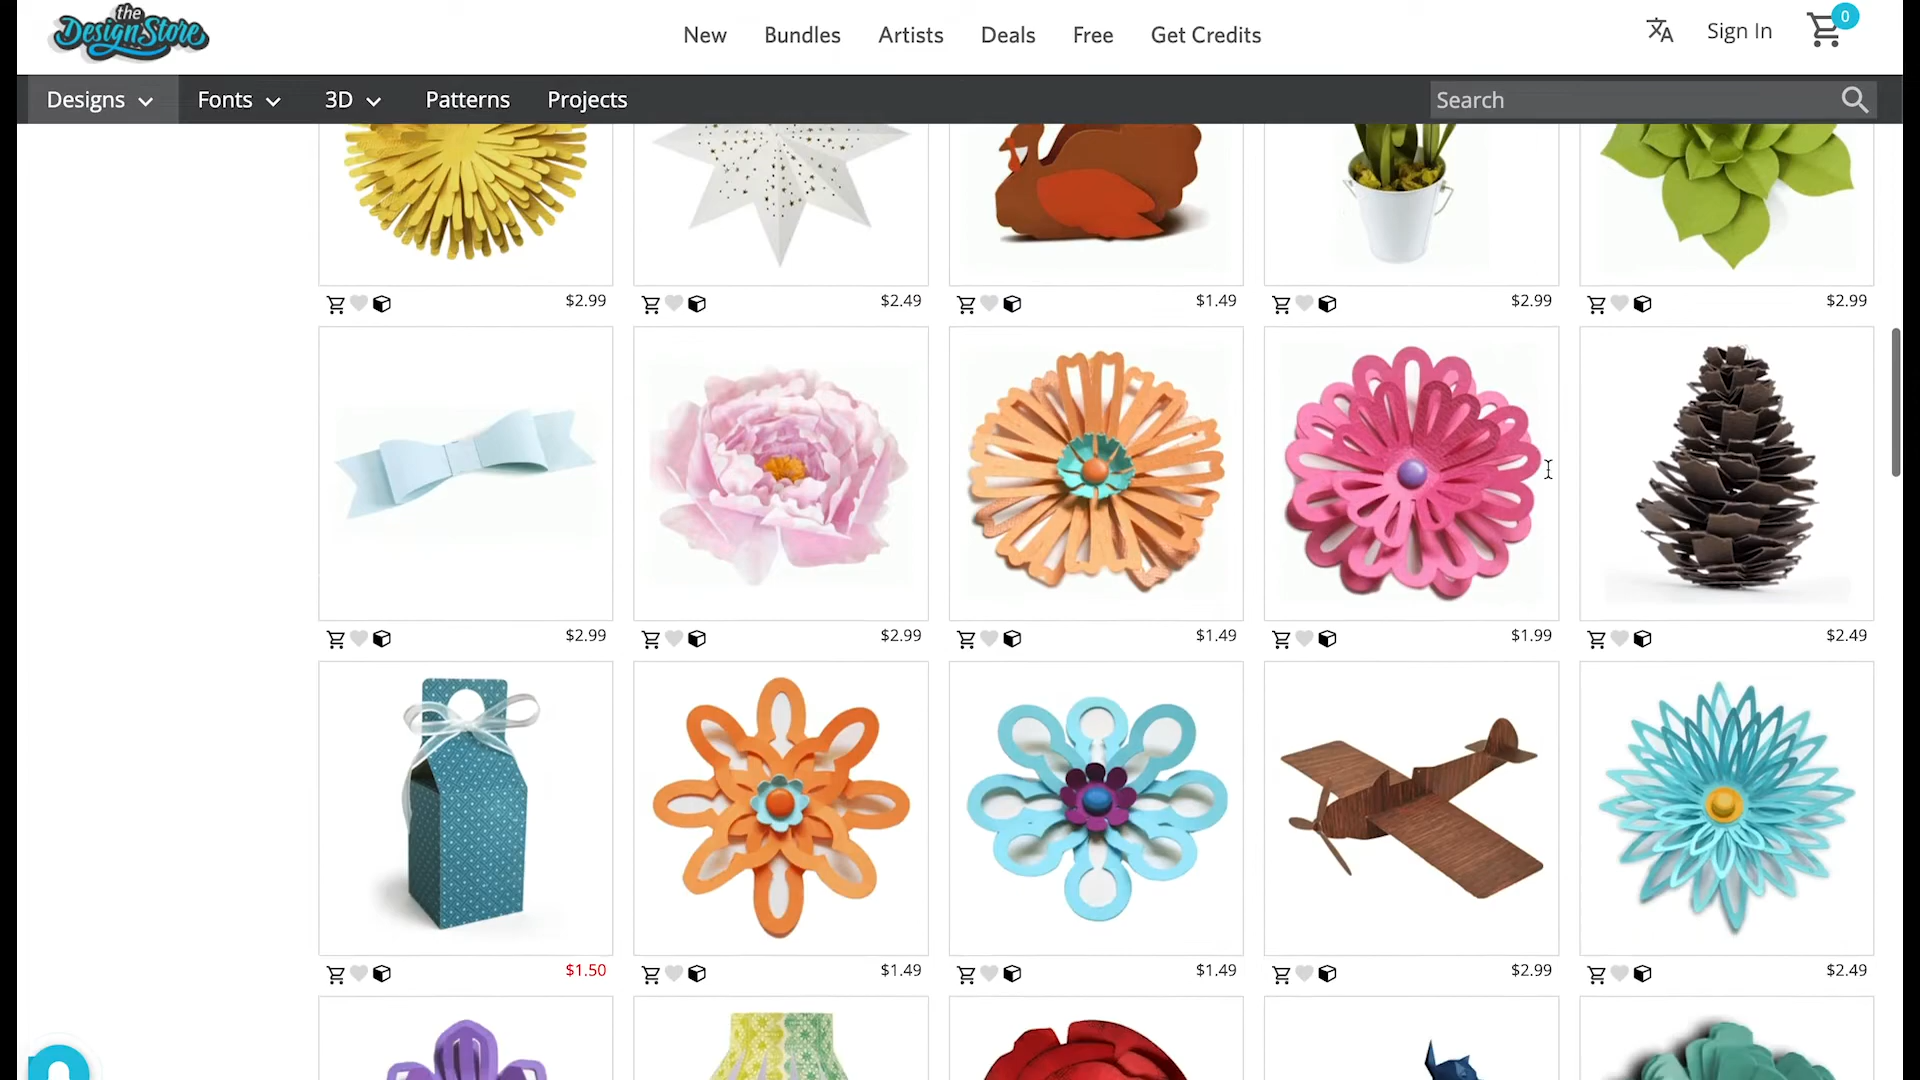 the
Design Store
New Bundles Artists Deals Free Get Credits
Sign In
0
Designs Fonts 3D Patterns Projects
Search
$2.99 $2.49 $1.49 $2.99 $2.99
$2.99 $2.99 $1.49 $1.99 $2.49
$1.50 $1.49 $1.49 $2.99 $2.49